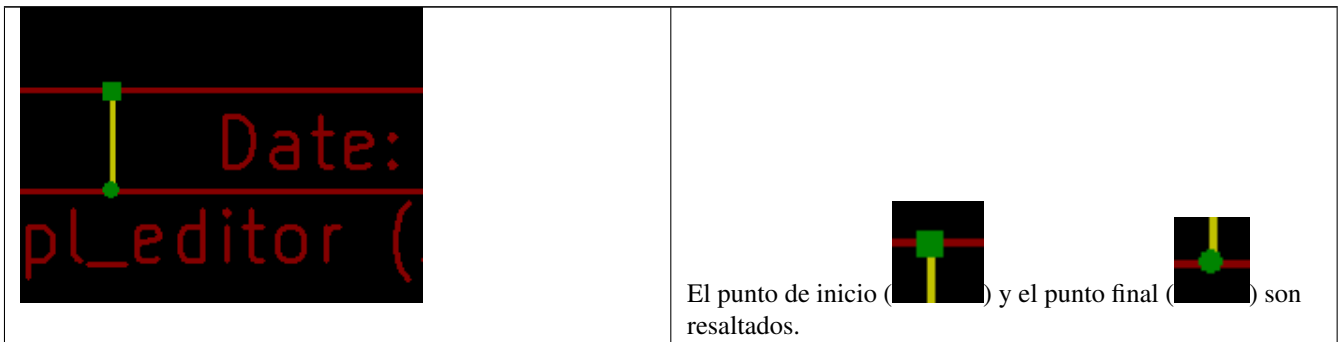 Date:
pl_editor (
El punto de inicio ( ) y el punto final ( ) son
resaltados.